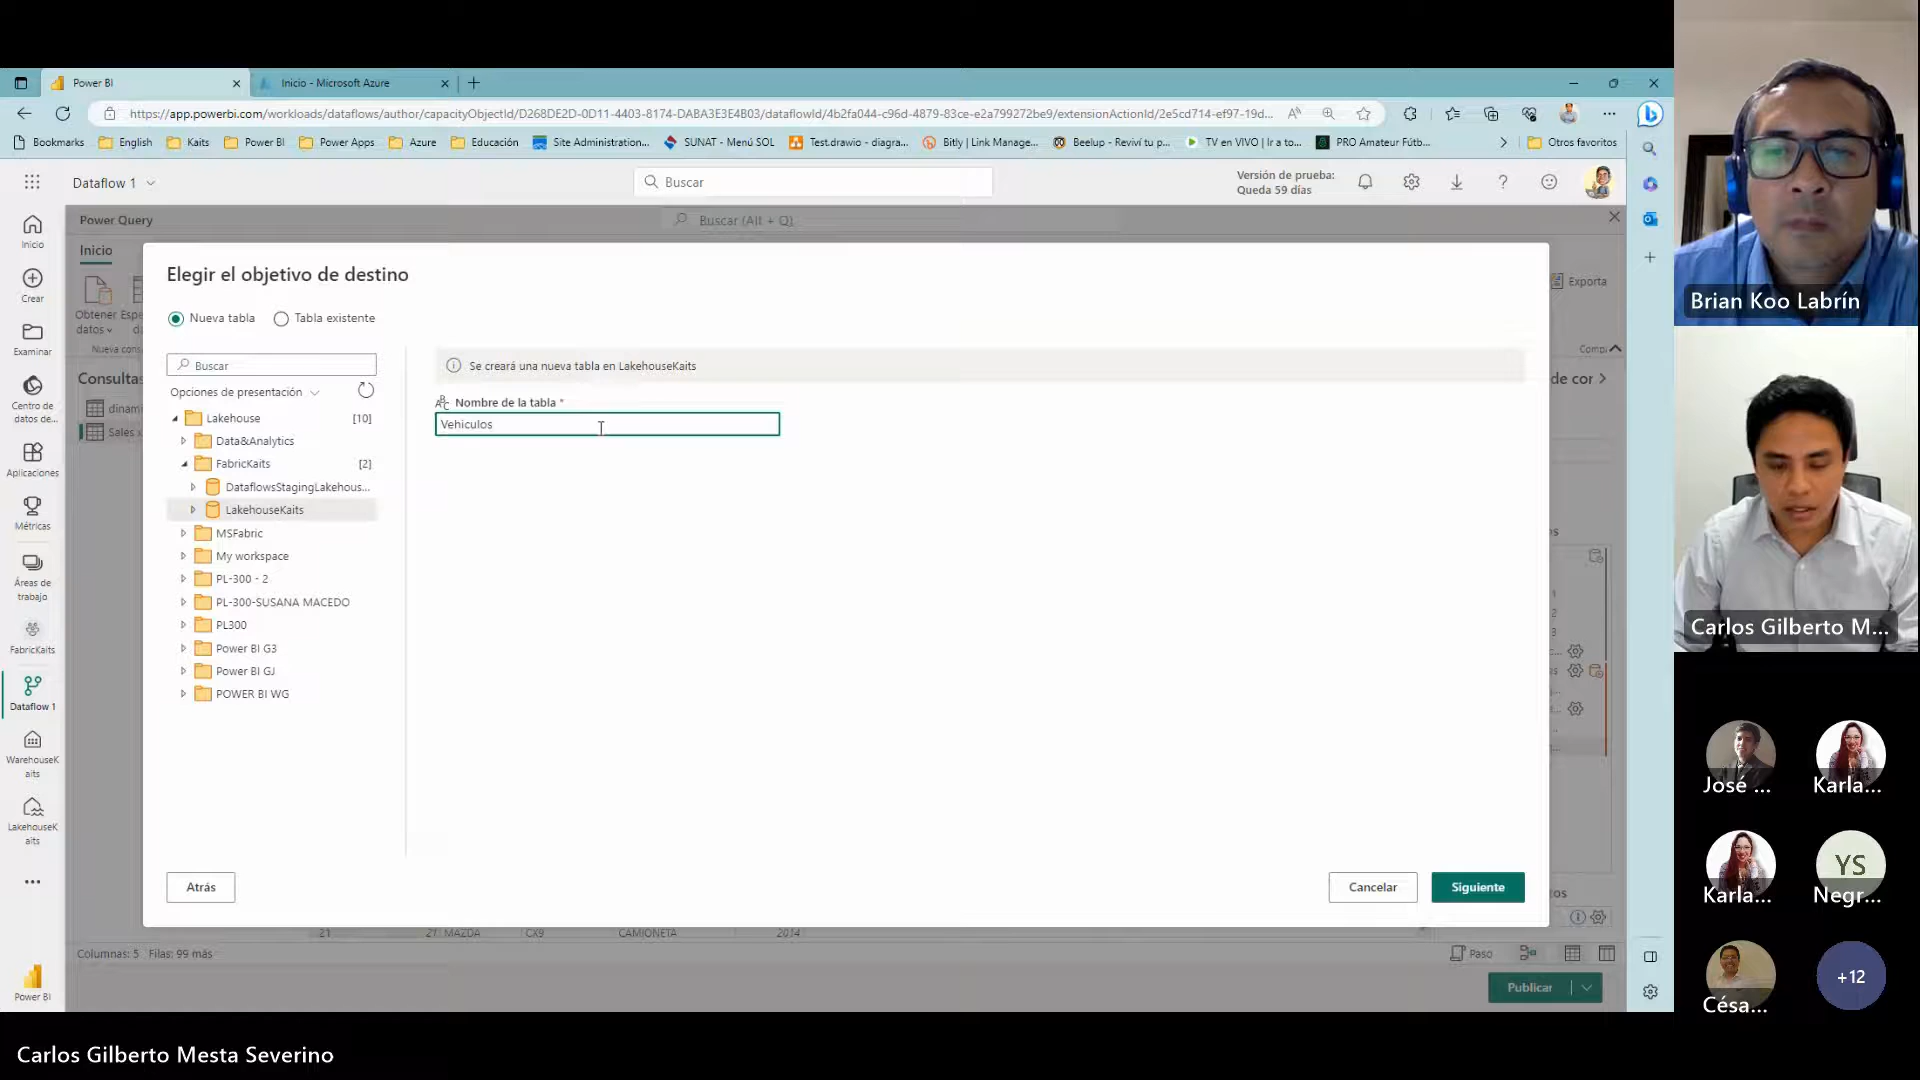 Power BI
Inicio - Microsoft Azure
https://app.powerbi.com/workloads/dataflows/author/capacityObjectId/D268DE2D-0D11-4403-8174-DABA3E3E4B03/dataflowId/4b2fa044-c96d-4879-83ce-e2a799272be9/extensionActionId/2e5cd714-ef97-19d...
Bookmarks
English
Kaits
Power BI
Power Apps
Azure
Educación
Site Administration...
SUNAT - Menú SOL
Test.drawio - diagra...
Bitly | Link Manage...
Beelup - Reviví tu p...
TV en VIVO | Ir a to...
PRO Amateur Fútb...
Otros favoritos
Dataflow 1
Buscar
Versión de prueba:
Queda 59 días
Power Query
Buscar (Alt + Q)
Inicio
Crear
Examinar
Centro de
datos de...
Aplicaciones
Métricas
Áreas de
trabajo
FabricKaits
Dataflow 1
WarehouseK
aits
LakehouseK
aits
Power BI
Inicio
Obtener
datos
Nueva cons
Consultas
Sales
Exporta
Elegir el objetivo de destino
Nueva tabla
Tabla existente
Buscar
Opciones de presentación
Lakehouse [10]
Data&Analytics
FabricKaits [2]
DataflowsStagingLakehous...
LakehouseKaits
MSFabric
My workspace
PL-300 - 2
PL-300-SUSANA MACEDO
PL300
Power BI G3
Power BI GJ
POWER BI WG
Se creará una nueva tabla en LakehouseKaits
Nombre de la tabla *
Vehiculos
Atrás
Cancelar
Siguiente
21 27 MAZDA CX9 CAMIONETA 2014
Columnas: 5 Filas: 99 más
Paso
Publicar
Brian Koo Labrín
Carlos Gilberto M...
José ...
Karla...
Karla...
YS
Negr...
Césa...
+12
Carlos Gilberto Mesta Severino